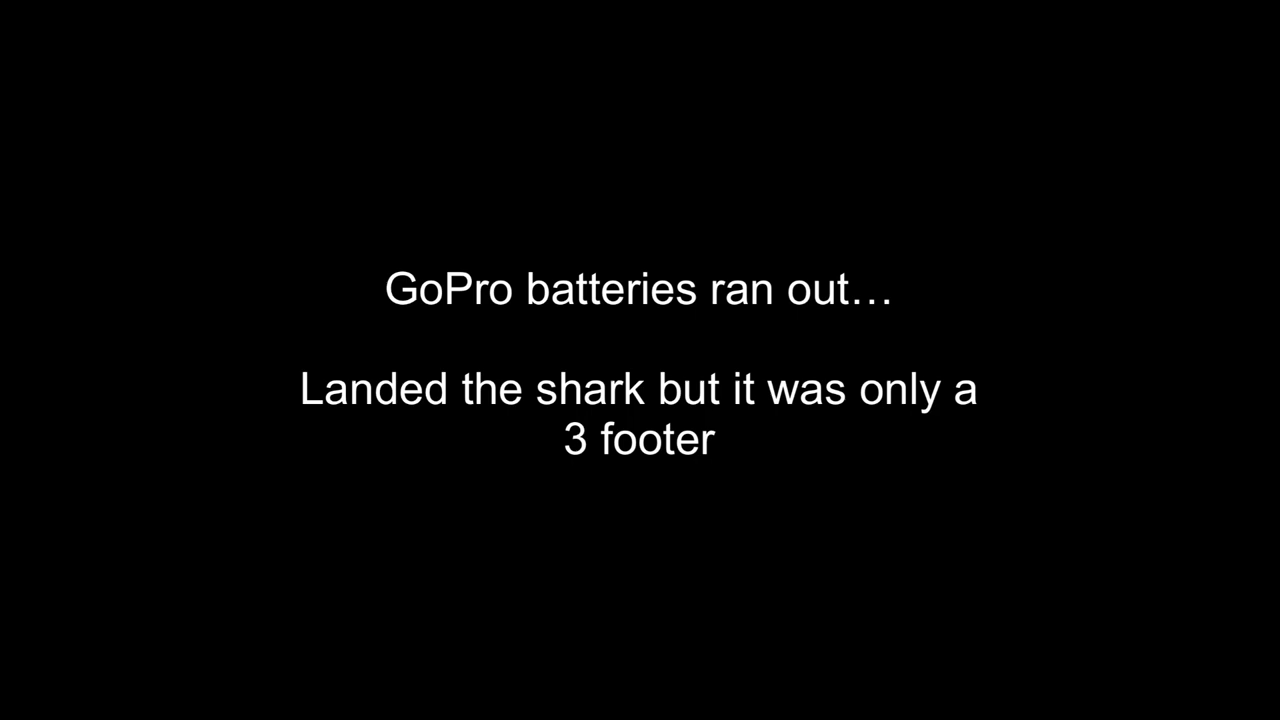 GoPro batteries ran out…
Landed the shark but it was only a
3 footer